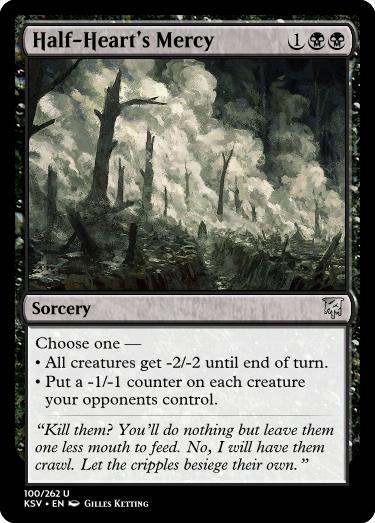 Half-Heart's Mercy 1
Sorcery
Choose one —
• All creatures get -2/-2 until end of turn.
• Put a -1/-1 counter on each creature
your opponents control.
“Kill them? You'll do nothing but leave them
one less mouth to feed. No, I will have them
crawl. Let the cripples besiege their own.”
100/262 U
KSV • EN Gilles Ketting